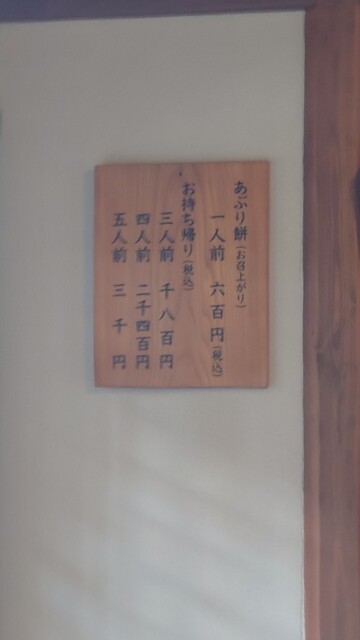 あぶり餅(お召上がり)
一人前 六百円(税込)
お持ち帰り(税込)
三人前 千八百円
四人前 二千四百円
五人前 三千円